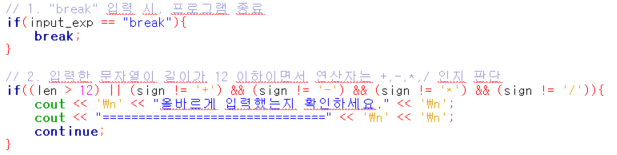 // 1. "break" 입력 시, 프로그램 종료
if(input_exp == "break"){
break;
}
// 2. 입력한 문자열이 길이가 12 이하이면서 연산자는 +,-,*,/ 인지 판단
if((len > 12) || (sign != '+') && (sign != '-') && (sign != '*') && (sign != '/')){
cout << '₩n' << "올바르게 입력했는지 확인하세요." << '₩n';
cout << "===============================" << '₩n' << '₩n';
continue;
}